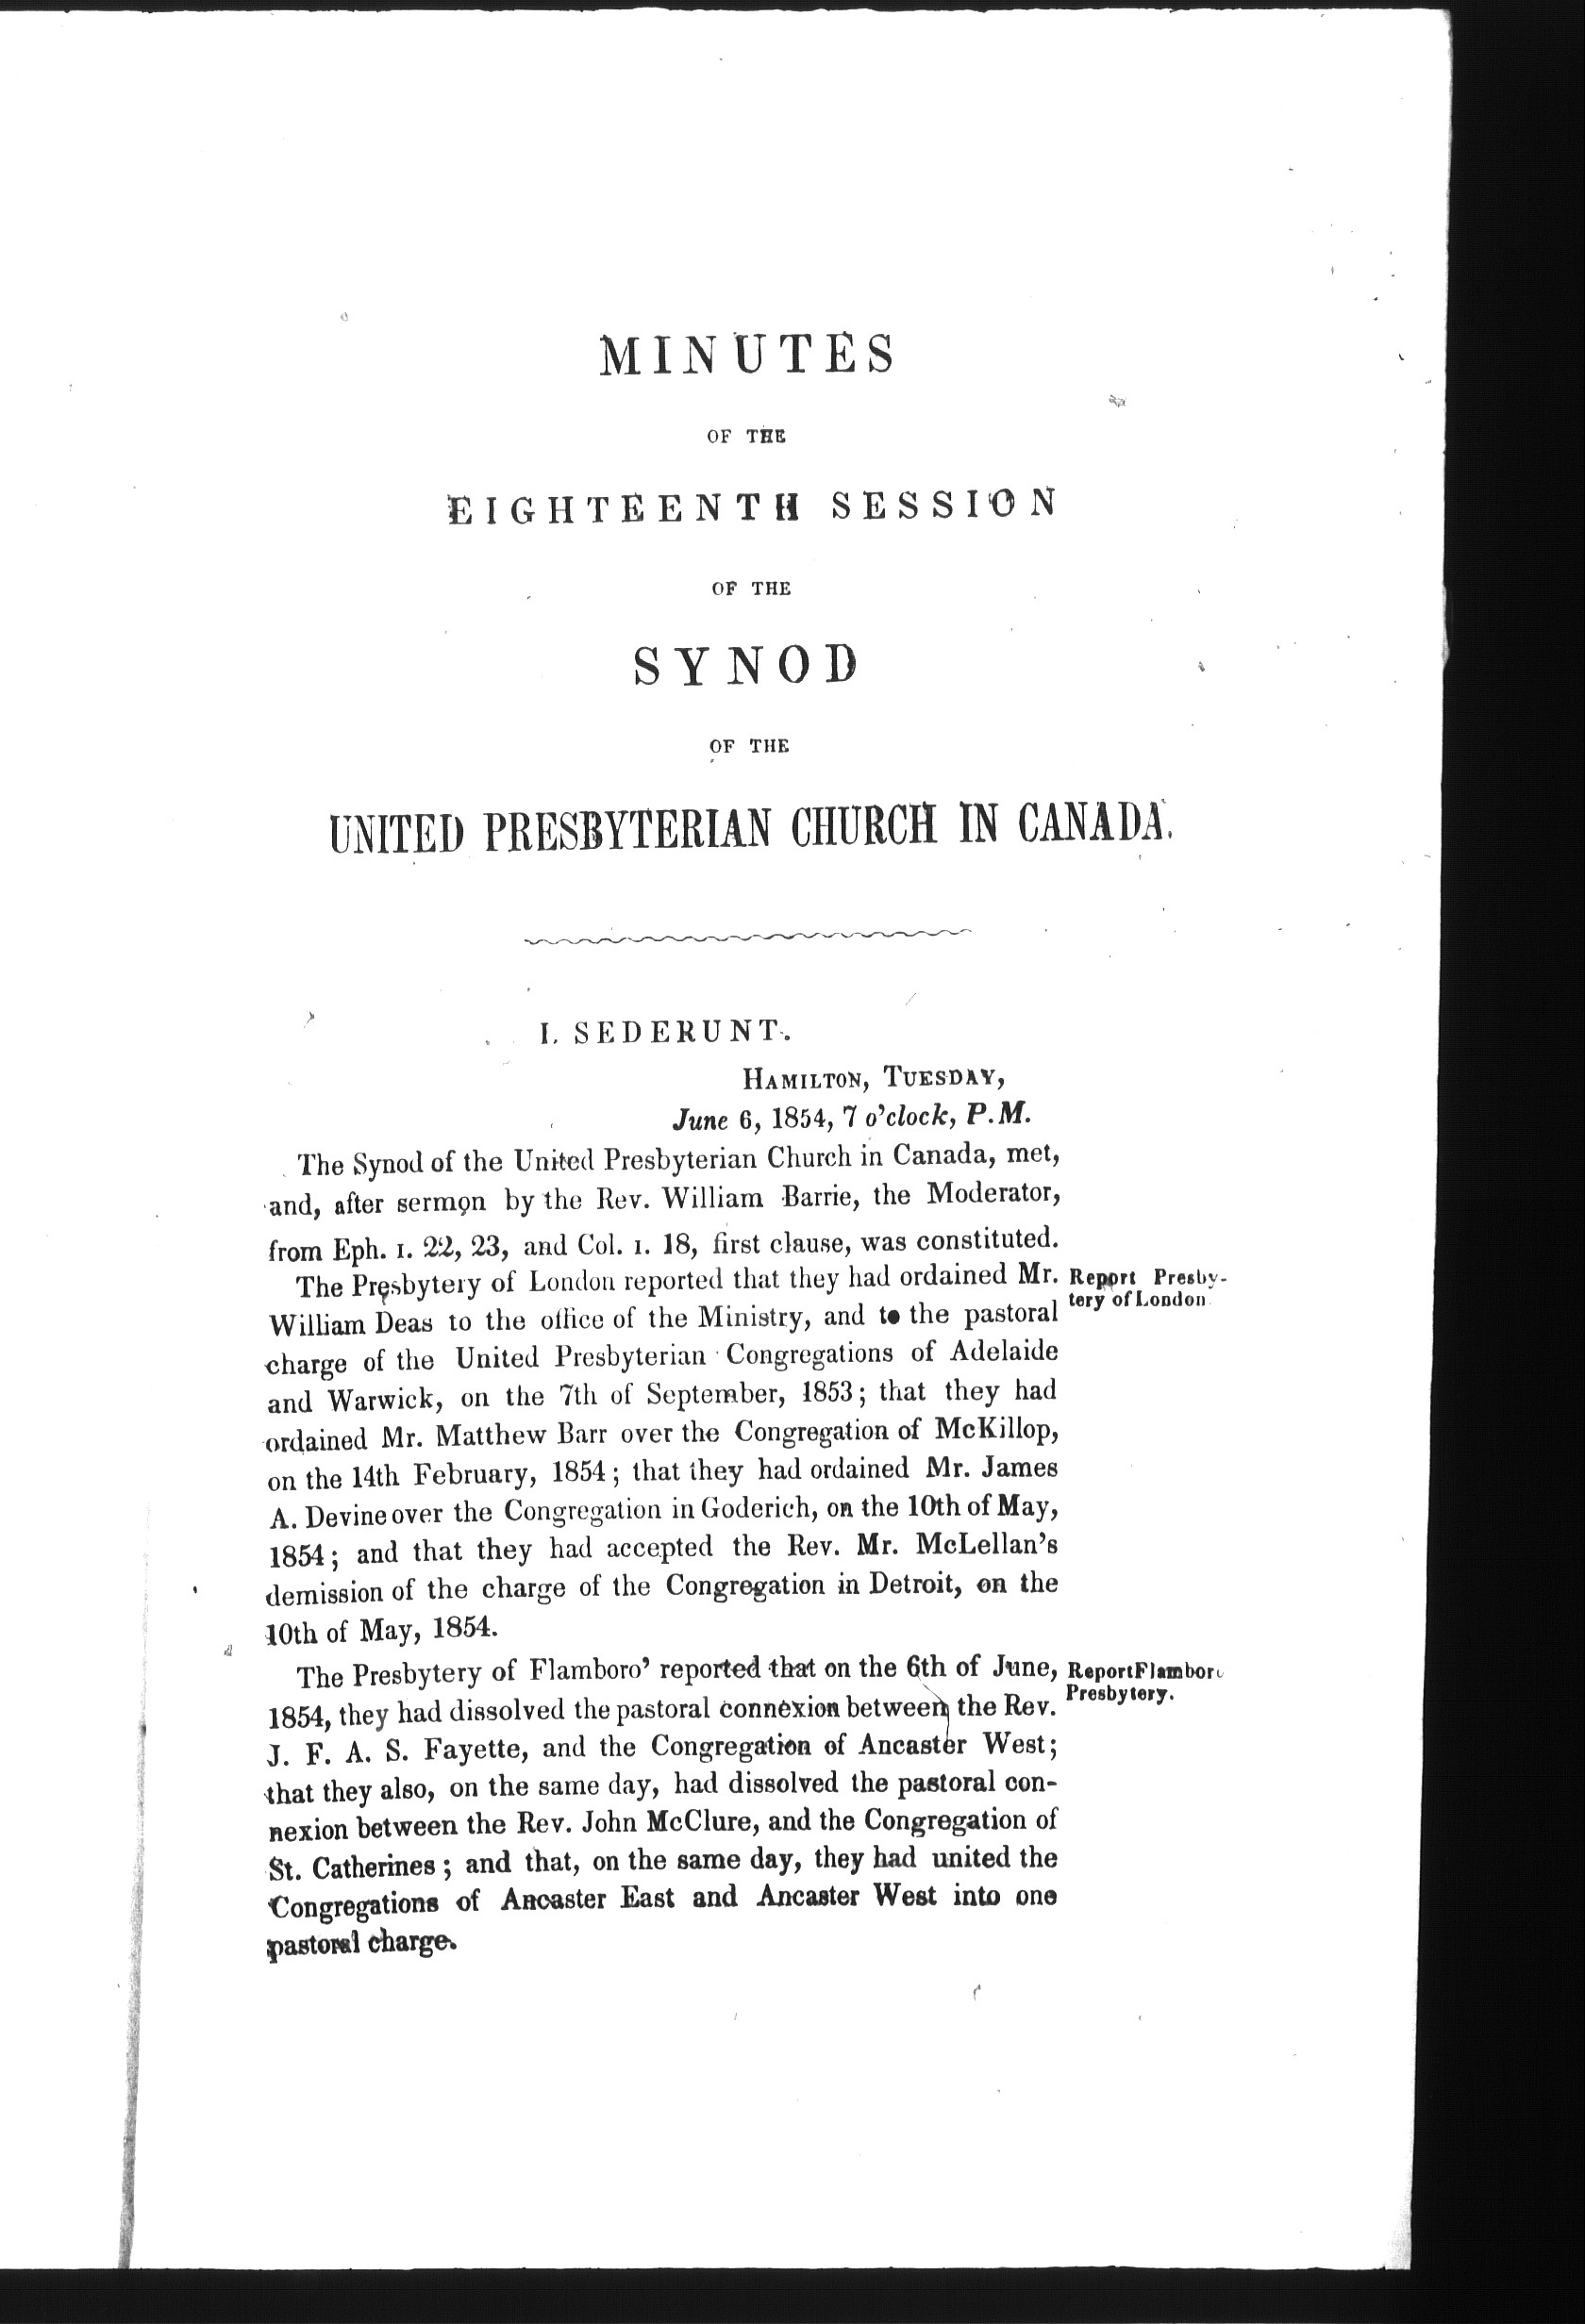 MINUTES
OF THE
EIGHTEENTH SESSION
OF THE
SYNOD
OF THE
UNITED PRESBYTERIAN CHURCH IN CANADA.
I. SEDERUNT.
HAMILTON, TUESDAY,
June 6, 1854, 7 o'clock, P.M.
The Synod of the United Presbyterian Church in Canada, met,
and, after sermon by the Rev. William Barrie, the Moderator,
from Eph. I. 22, 23, and Col. I. 18, first clause, was constituted.
The Presbytery of London reported that they had ordained Mr.
William Deas to the office of the Ministry, and to the pastoral
charge of the United Presbyterian Congregations of Adelaide
and Warwick, on the 7th of September, 1853; that they had
ordained Mr. Matthew Barr over the Congregation of McKillop,
on the 14th February, 1854; that they had ordained Mr. James
A. Devine over the Congregation in Goderich, on the 10th of May,
1854; and that they had accepted the Rev. Mr. McLellan's
demission of the charge of the Congregation in Detroit, on the
10th of May, 1854.
Report Presby-
tery of London
The Presbytery of Flamboro' reported that on the 6th of June,
1854, they had dissolved the pastoral connexion between the Rev.
J. F. A. S. Fayette, and the Congregation of Ancaster West;
that they also, on the same day, had dissolved the pastoral con-
nexion between the Rev. John McClure, and the Congregation of
St. Catherines; and that, on the same day, they had united the
Congregations of Ancaster East and Ancaster West into one
pastoral charge.
Report Flamboro
Presbytery.